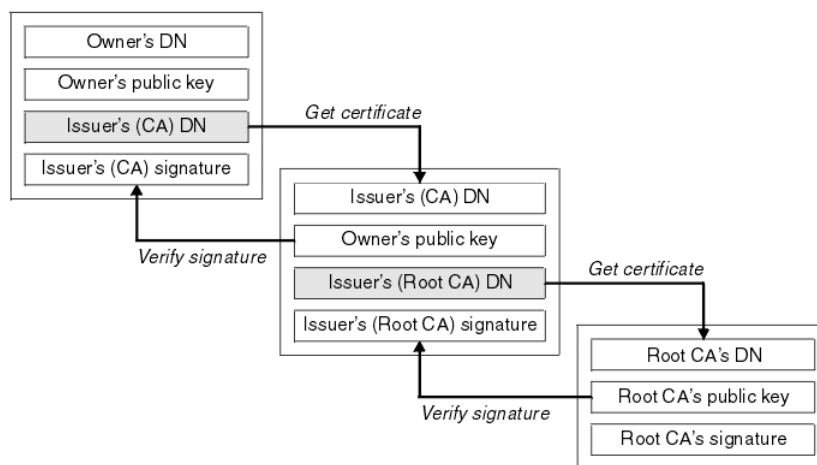 Owner's DN
Owner's public key
Issuer's (CA) DN
Issuer's (CA) signature
Get certificate
Issuer's (CA) DN
Owner's public key
Issuer's (Root CA) DN
Issuer's (Root CA) signature
Verify signature
Get certificate
Root CA's DN
Root CA's public key
Root CA's signature
Verify signature